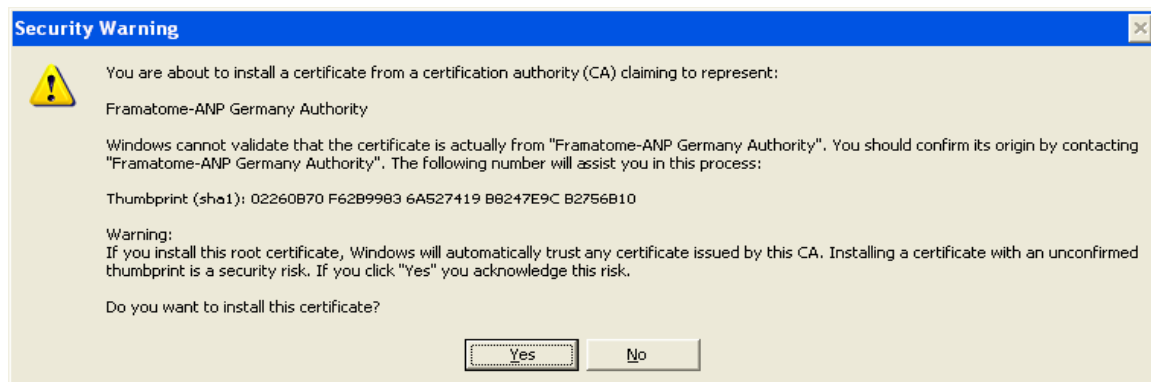 Security Warning
You are about to install a certificate from a certification authority (CA) claiming to represent:
Framatome-ANP Germany Authority
Windows cannot validate that the certificate is actually from "Framatome-ANP Germany Authority". You should confirm its origin by contacting
"Framatome-ANP Germany Authority". The following number will assist you in this process:
Thumbprint (sha1): 02260B70 F62B9983 6A527419 B8247E9C B2756B10
Warning:
If you install this root certificate, Windows will automatically trust any certificate issued by this CA. Installing a certificate with an unconfirmed
thumbprint is a security risk. If you click "Yes" you acknowledge this risk.
Do you want to install this certificate?
Yes No